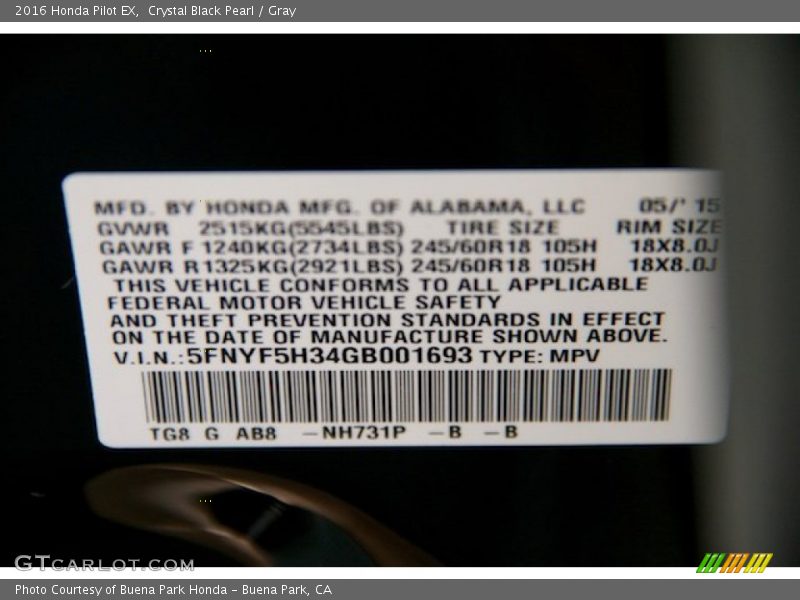 2016 Honda Pilot EX,  Crystal Black Pearl / Gray
MFD. BY HONDA MFG. OF ALABAMA, LLC 05/' 15
GVWR 2515KG(5545LBS) TIRE SIZE RIM SIZE
GAWR F 1240KG(2734LBS) 245/60R18 105H 18X8.0J
GAWR R1325KG(2921LBS) 245/60R18 105H 18X8.0J
THIS VEHICLE CONFORMS TO ALL APPLICABLE
FEDERAL MOTOR VEHICLE SAFETY
AND THEFT PREVENTION STANDARDS IN EFFECT
ON THE DATE OF MANUFACTURE SHOWN ABOVE.
V.I.N.:5FNYF5H34GB001693 TYPE: MPV
TG8 G AB8 –NH731P –B –B
GTCARLOT.COM
Photo Courtesy of Buena Park Honda – Buena Park, CA